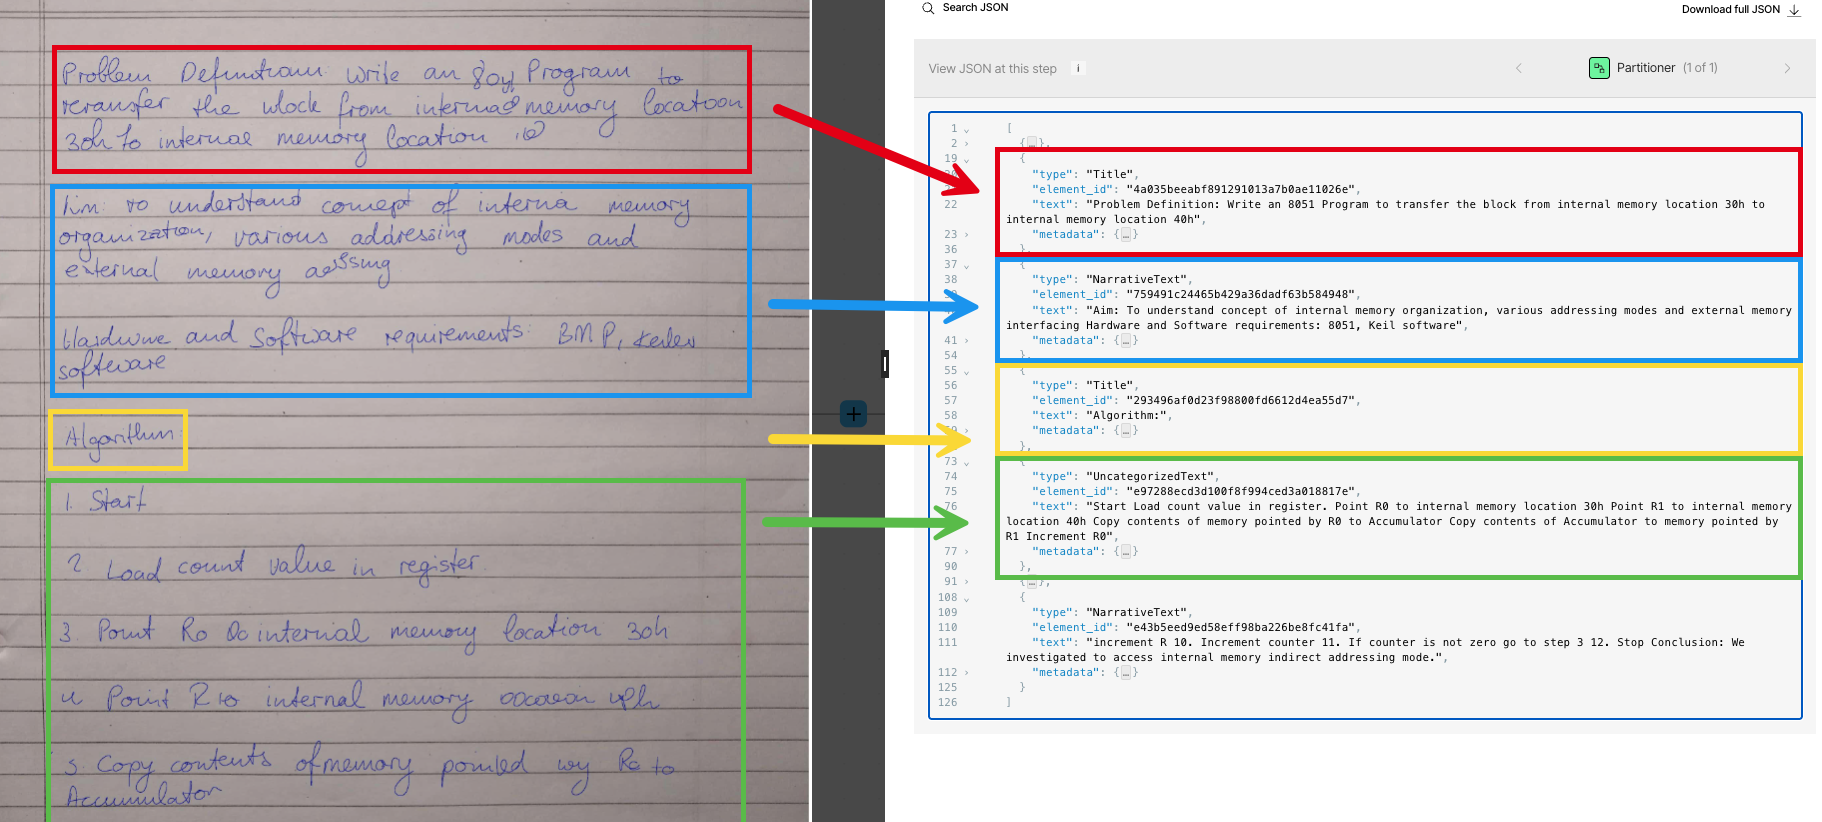 Problem Definition: Write an 8051 Program to
retransfer the block from internal memory location
30h to internal memory location
Aim: to understand concept of interna memory
organization, various addressing modes and
external memory
Hardware and Software requirements: BMP,
software
Algorithm:
1. Start
2 Load count value in register.
3. Point Ro to internal memory location 30h
4 Point R to internal memory
5. Copy contents of memory pointed by Ro to
Accumulator
Search JSON
Download full JSON
View JSON at this step i
Partitioner (1 of 1)
1 [
2 {…},
19 {
"type": "Title",
"element_id": "4a035beeabf891291013a7b0ae11026e",
22 "text": "Problem Definition: Write an 8051 Program to transfer the block from internal memory location 30h to
internal memory location 40h",
23 "metadata": {…}
36 },
37 {
38 "type": "NarrativeText",
39 "element_id": "759491c24465b429a36dadf63b584948",
"text": "Aim: To understand concept of internal memory organization, various addressing modes and external memory
interfacing Hardware and Software requirements: 8051, Keil software",
41 "metadata": {…}
54 },
55 {
56 "type": "Title",
57 "element_id": "293496af0d23f98800fd6612d4ea55d7",
58 "text": "Algorithm:",
59 "metadata": {…}
},
73 {
74 "type": "UncategorizedText",
75 "element_id": "e97288ecd3d100f8f994ced3a018817e",
76 "text": "Start Load count value in register. Point R0 to internal memory location 30h Point R1 to internal memory
location 40h Copy contents of memory pointed by R0 to Accumulator Copy contents of Accumulator to memory pointed by
R1 Increment R0",
77 "metadata": {…}
90 },
91 {…},
108 {
109 "type": "NarrativeText",
110 "element_id": "e43b5eed9ed58eff98ba226be8fc41fa",
111 "text": "increment R 10. Increment counter 11. If counter is not zero go to step 3 12. Stop Conclusion: We
investigated to access internal memory indirect addressing mode.",
112 "metadata": {…}
125 }
126 ]